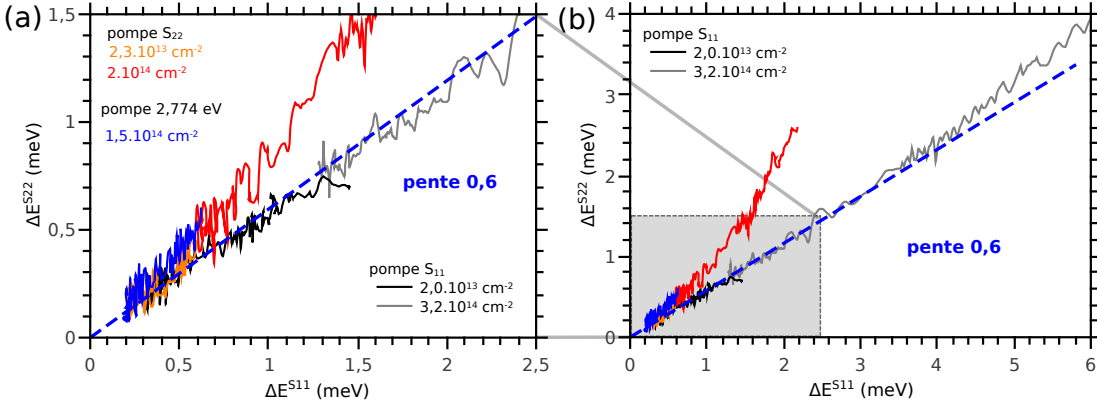 (a)
1,5
1
0,5
0
ΔE^S22 (meV)
pompe S₂₂
2,3.10¹³ cm⁻²
2.10¹⁴ cm⁻²
pompe 2,774 eV
1,5.10¹⁴ cm⁻²
pente 0,6
pompe S₁₁
2,0.10¹³ cm⁻²
3,2.10¹⁴ cm⁻²
0 0,5 1 1,5 2 2,5
ΔE^S11 (meV)
(b)
4
3
2
1
0
ΔE^S22 (meV)
pompe S₁₁
2,0.10¹³ cm⁻²
3,2.10¹⁴ cm⁻²
pente 0,6
0 1 2 3 4 5 6
ΔE^S11 (meV)